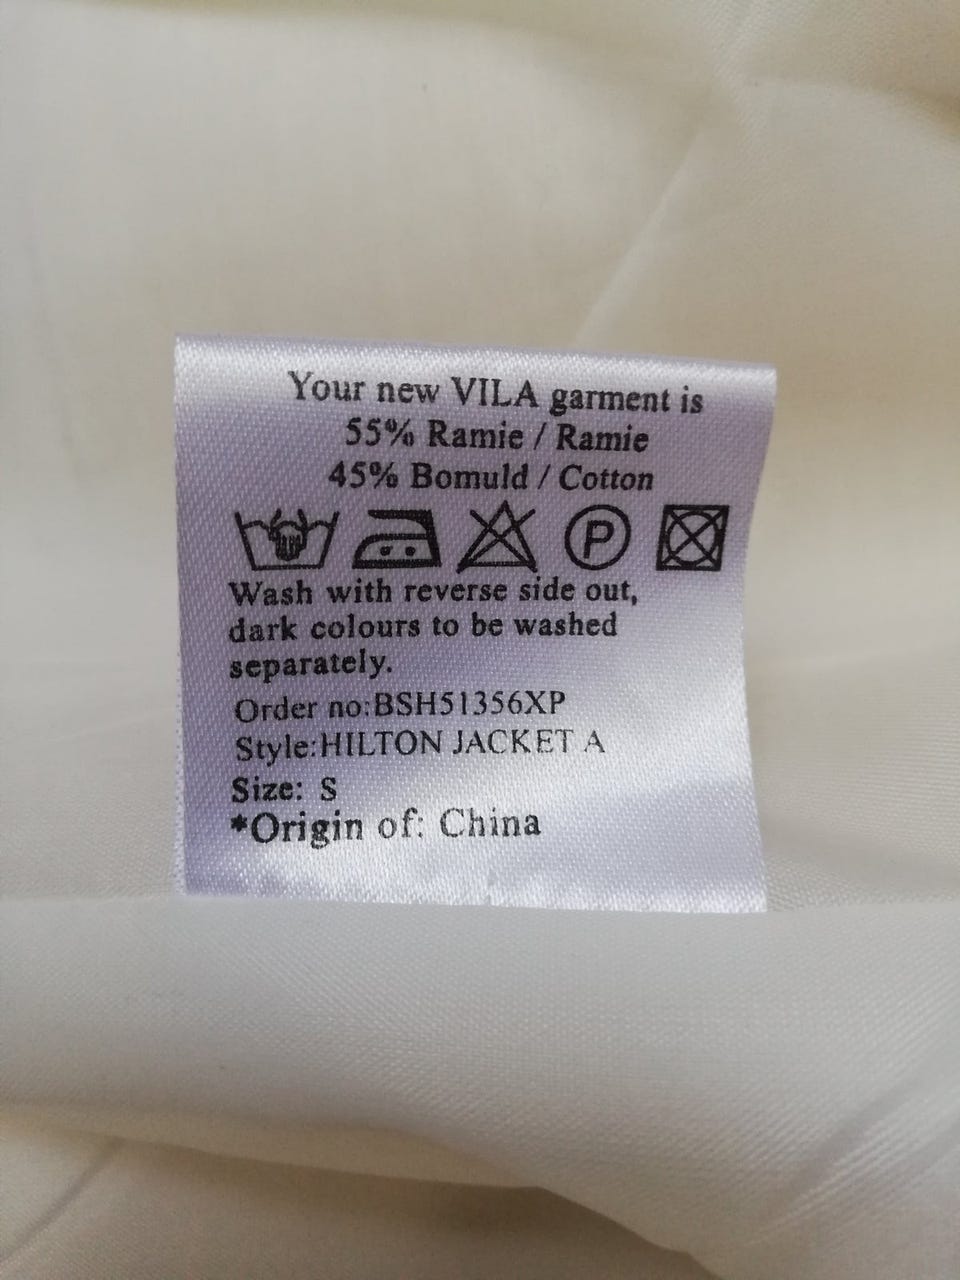 Your new VILA garment is
55% Ramie / Ramie
45% Bomuld / Cotton
P
Wash with reverse side out,
dark colours to be washed
separately.
Order no:BSH51356XP
Style:HILTON JACKET A
Size: S
*Origin of: China